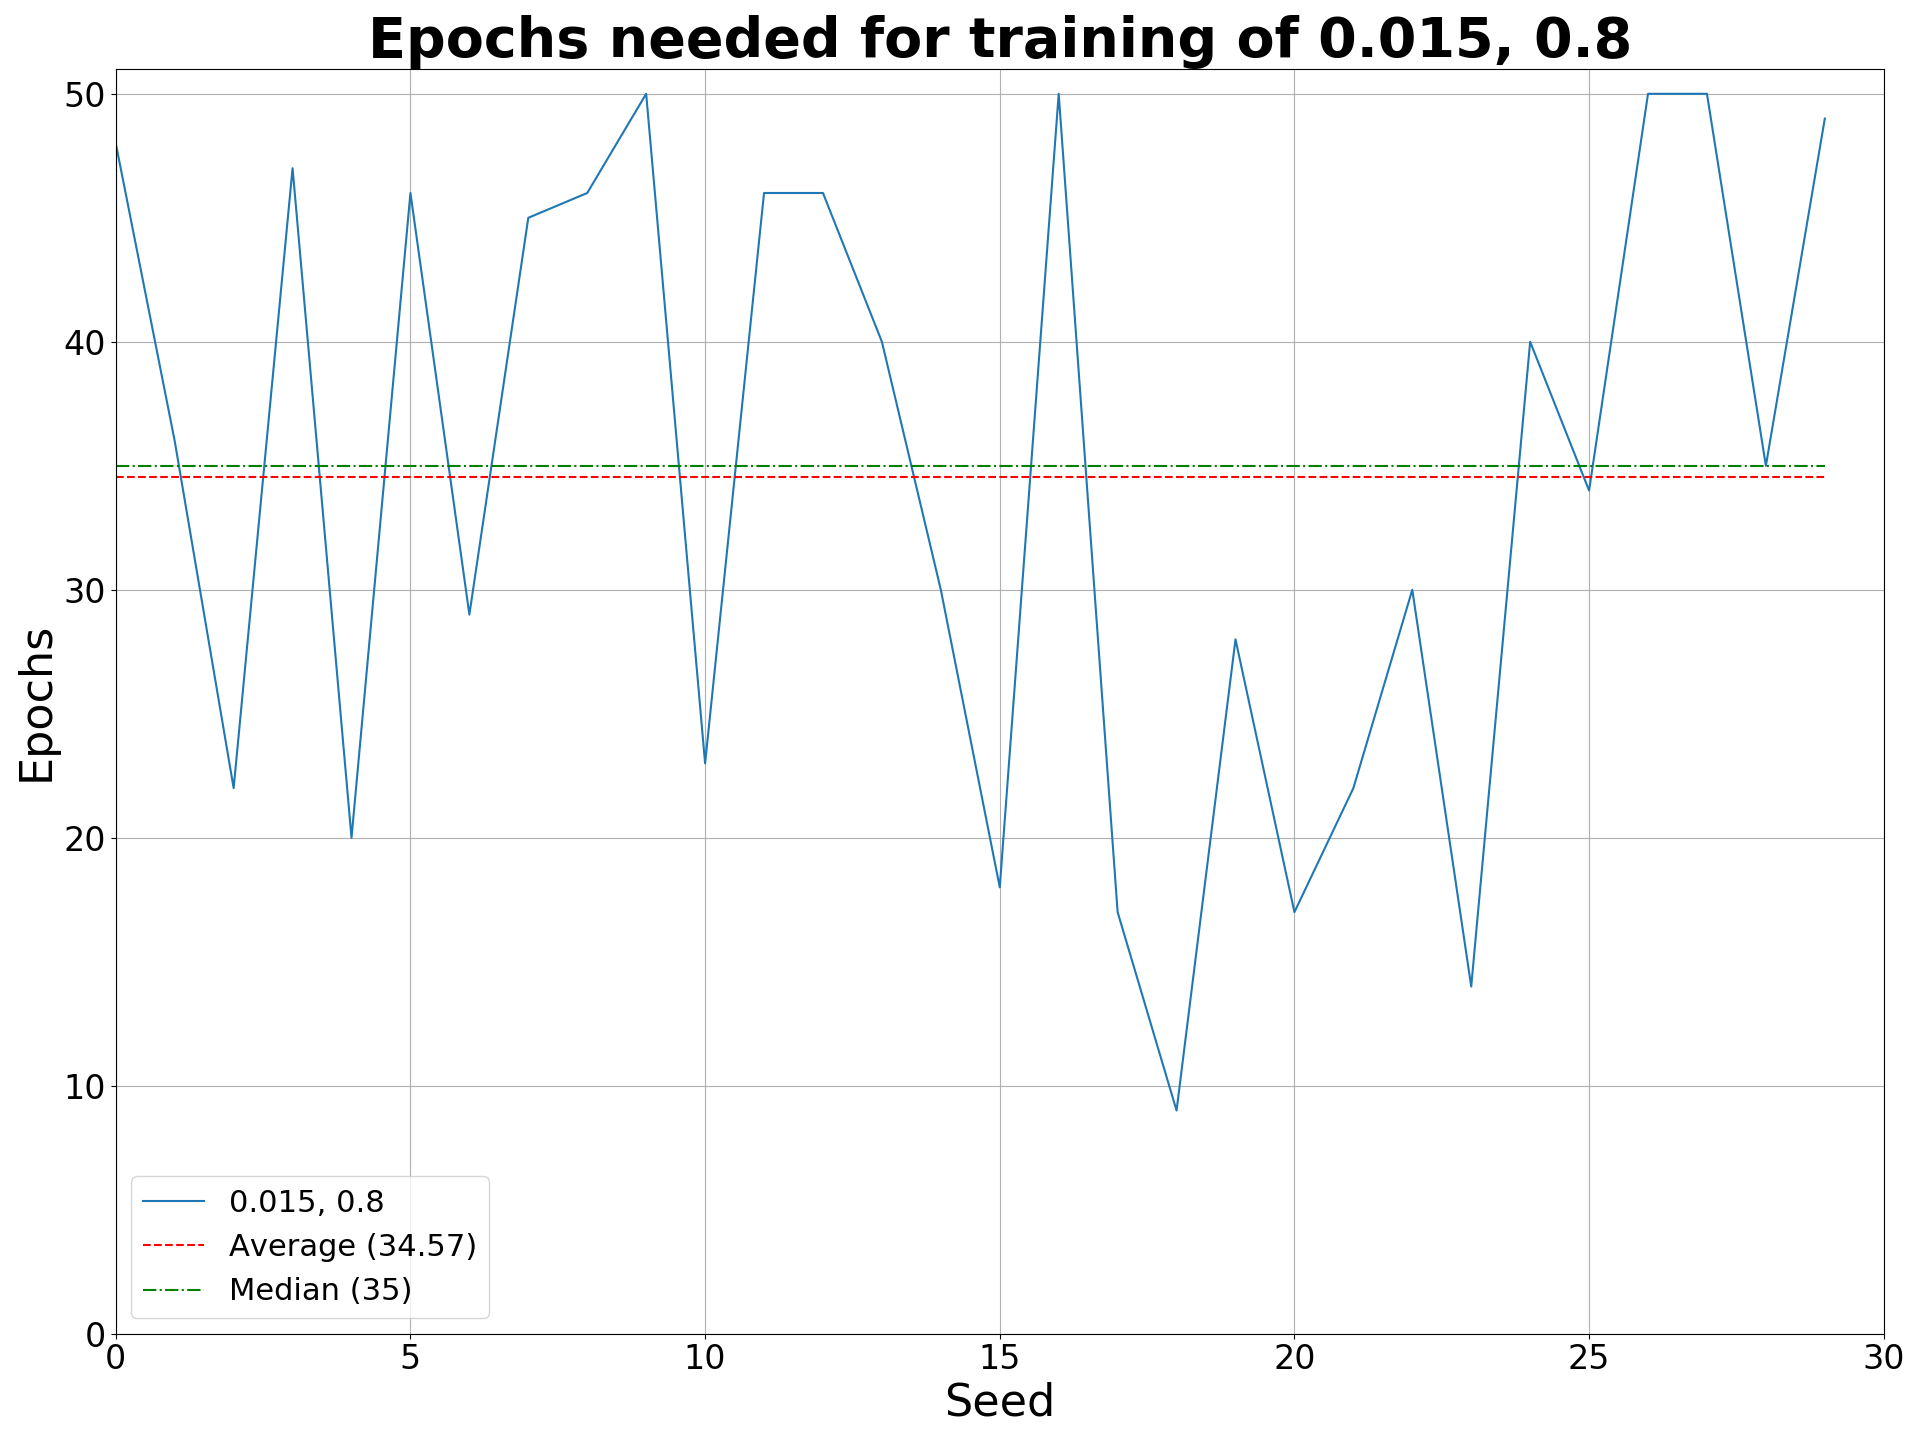 Epochs needed for training of 0.015, 0.8
50
40
30
20
10
0
Epochs
0.015, 0.8
Average (34.57)
Median (35)
0 5 10 15 20 25 30
Seed